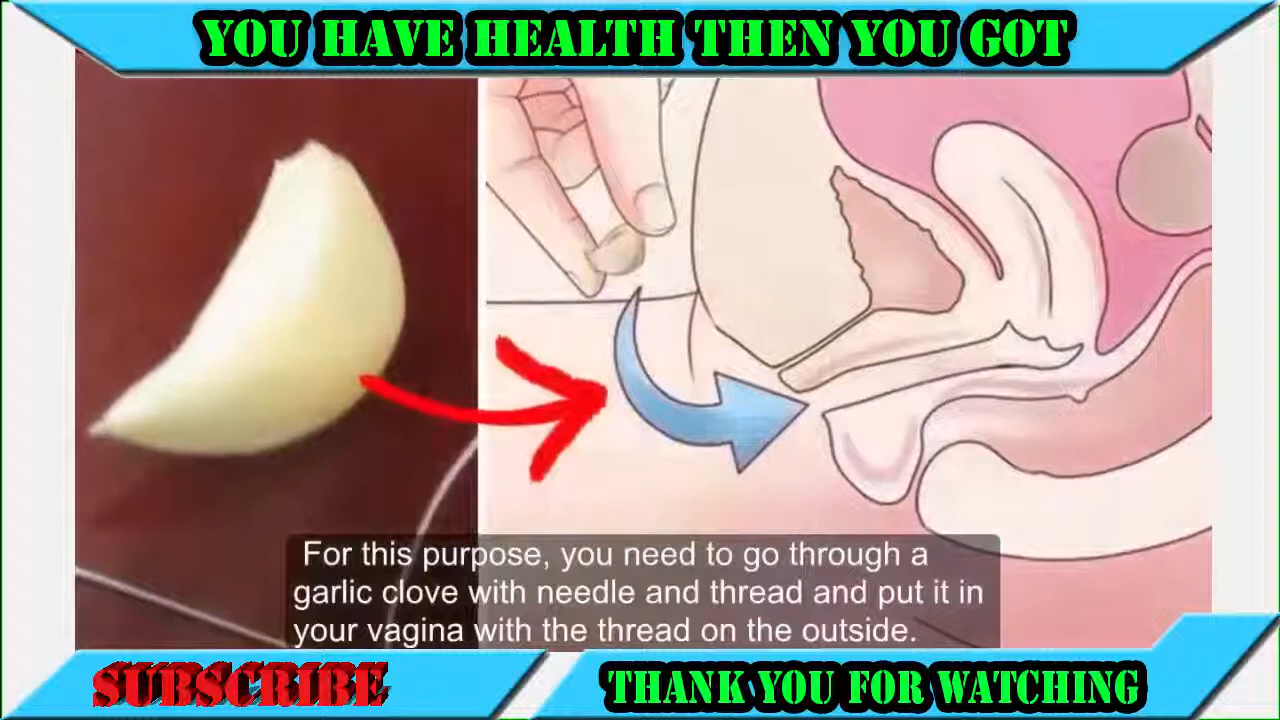 YOU HAVE HEALTH THEN YOU GOT
For this purpose, you need to go through a
garlic clove with needle and thread and put it in
your vagina with the thread on the outside.
SUBSCRIBE
THANK YOU FOR WATCHING